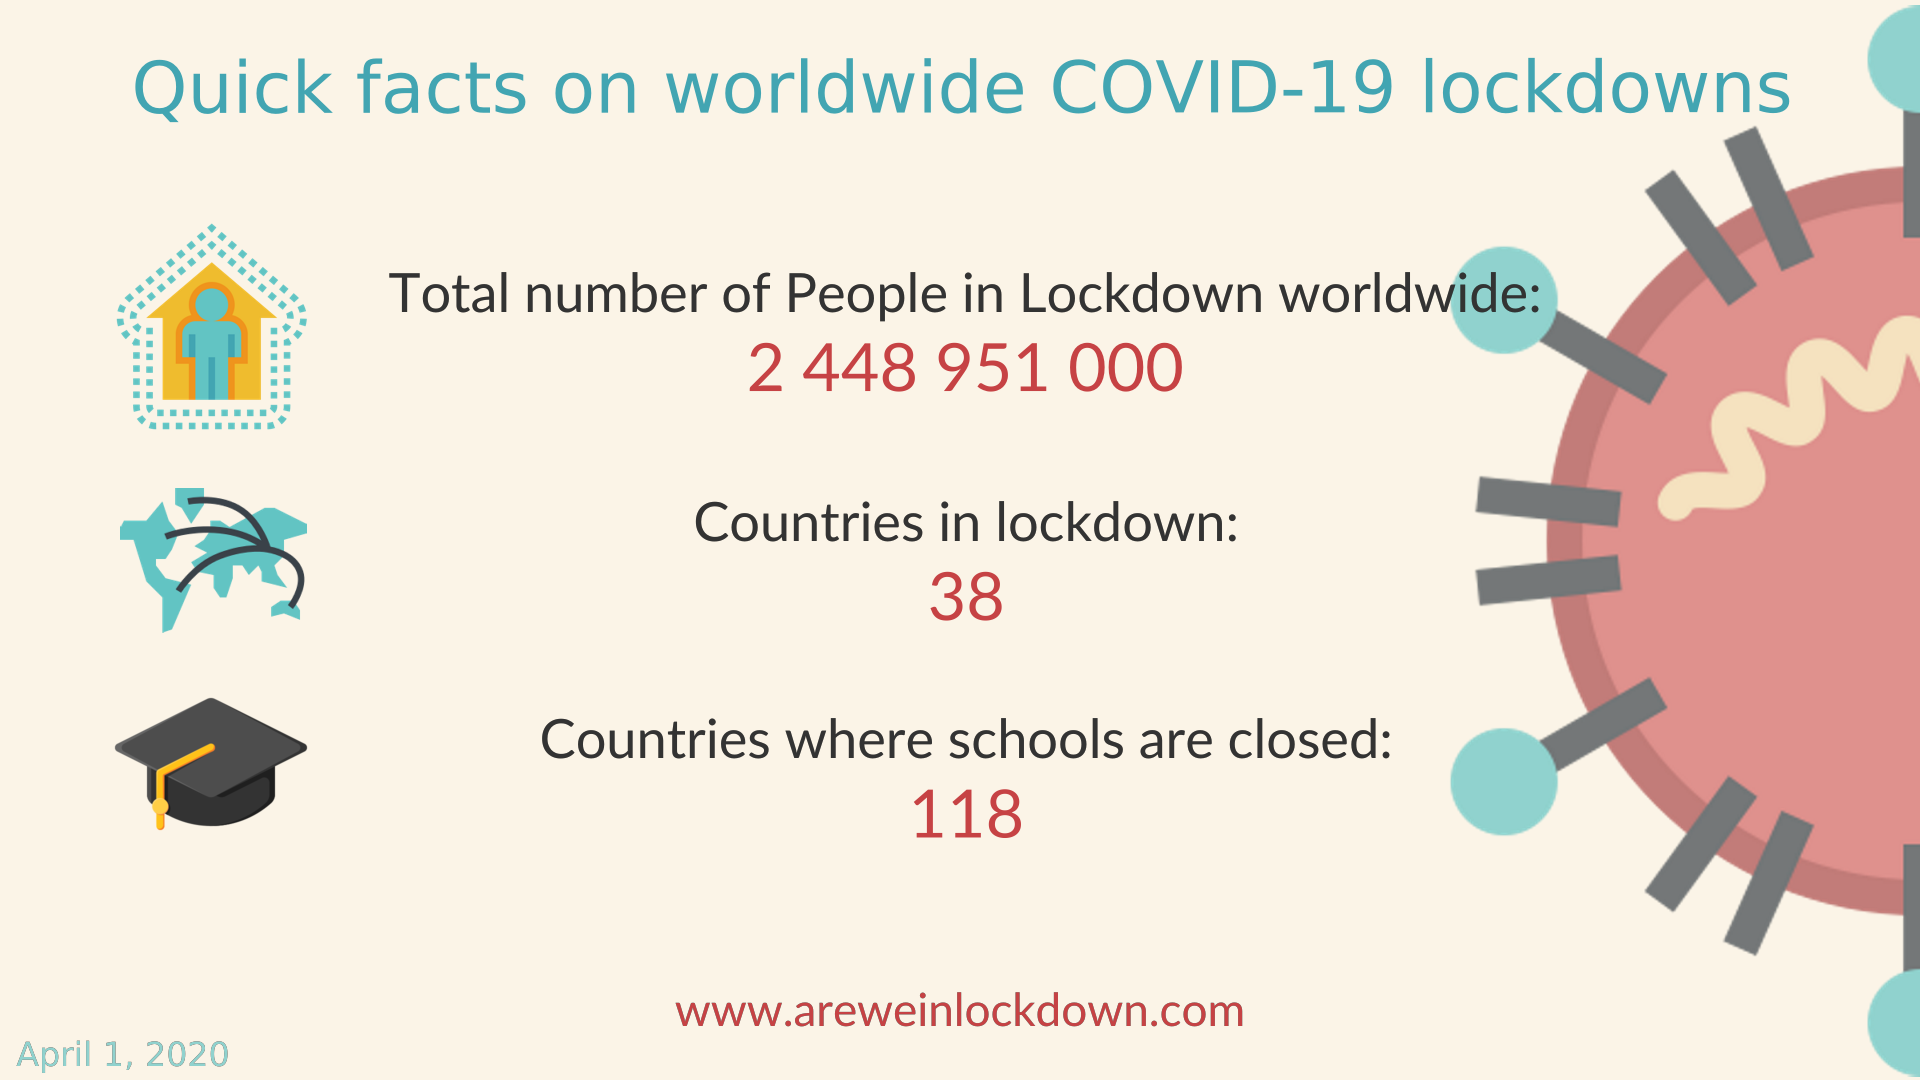 Quick facts on worldwide COVID-19 lockdowns
Total number of People in Lockdown worldwide:
2 448 951 000
Countries in lockdown:
38
Countries where schools are closed:
118
www.areweinlockdown.com
April 1, 2020